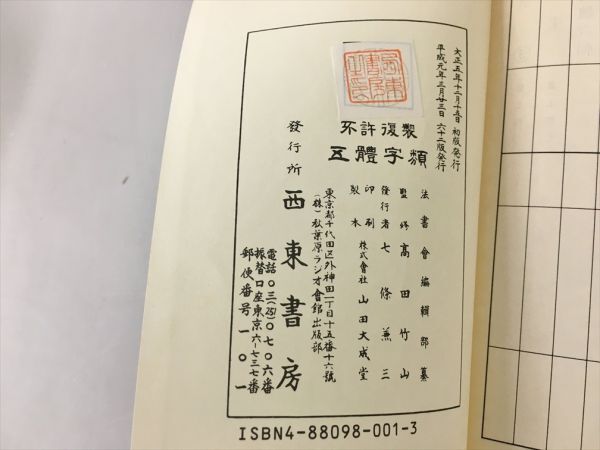 大正五年十二月十五日 初版発行
平成元年三月廿三日 六十二版発行
不許復製
五體字類
法書會編輯部纂
監修 高田竹山
發行者 七條兼三
印刷 製本 株式會社 山田大成堂
東京都千代田区外神田一丁目十五番十六號
(株)秋葉原ラジオ會館出版部
發行所 西東書房
電話〇三(251)〇七〇六番
振替口座東京六-七三七番
郵便番号一〇一
ISBN4-88098-001-3